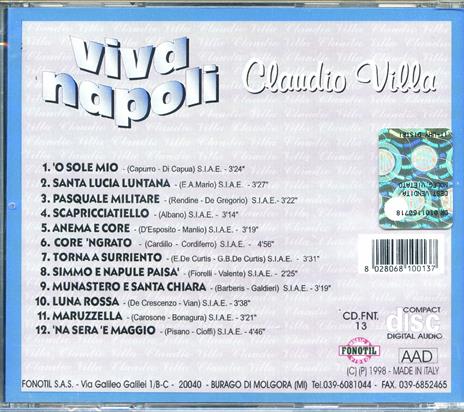 viva
napoli
Claudio Villa
1. 'O SOLE MIO - (Capurro - Di Capua) S.I.A.E. - 3'24"
2. SANTA LUCIA LUNTANA - (E.A.Mario) S.I.A.E. - 3'27"
3. PASQUALE MILITARE - (Rendine - De Gregorio) S.I.A.E.- 3'22"
4. SCAPRICCIATIELLO - (Albano) S.I.A.E. - 3'14"
5. ANEMA E CORE - (D'Esposito - Manlio) S.I.A.E. - 3'19"
6. CORE 'NGRATO - (Cardillo - Cordiferro) S.I.A.E. - 4'56"
7. TORNA A SURRIENTO - (E.De Curtis - G.B.De Curtis) S.I.A.E. - 3'31"
8. SIMMO E NAPULE PAISA' - (Fiorelli - Valente) S.I.A.E. - 2'25"
9. MUNASTERO E SANTA CHIARA - (Barberis - Galdieri) S.I.A.E. - 3'19"
10. LUNA ROSSA - (De Crescenzo - Vian) S.I.A.E. - 3'38"
11. MARUZZELLA - (Carosone - Bonagura) S.I.A.E. - 3'21"
12. 'NA SERA 'E MAGGIO - (Pisano - Cioffi) S.I.A.E. - 4'46"
8 028068 100137
CD.FNT.
13
COMPACT
disc
DIGITAL AUDIO
FONOTIL
AAD
(C) (P) 1998 - MADE IN ITALY
FONOTIL S.A.S. - Via Galileo Galilei 1/B-C - 20040 - BURAGO DI MOLGORA (MI) - Tel.039-6081044 - FAX. 039-6852465